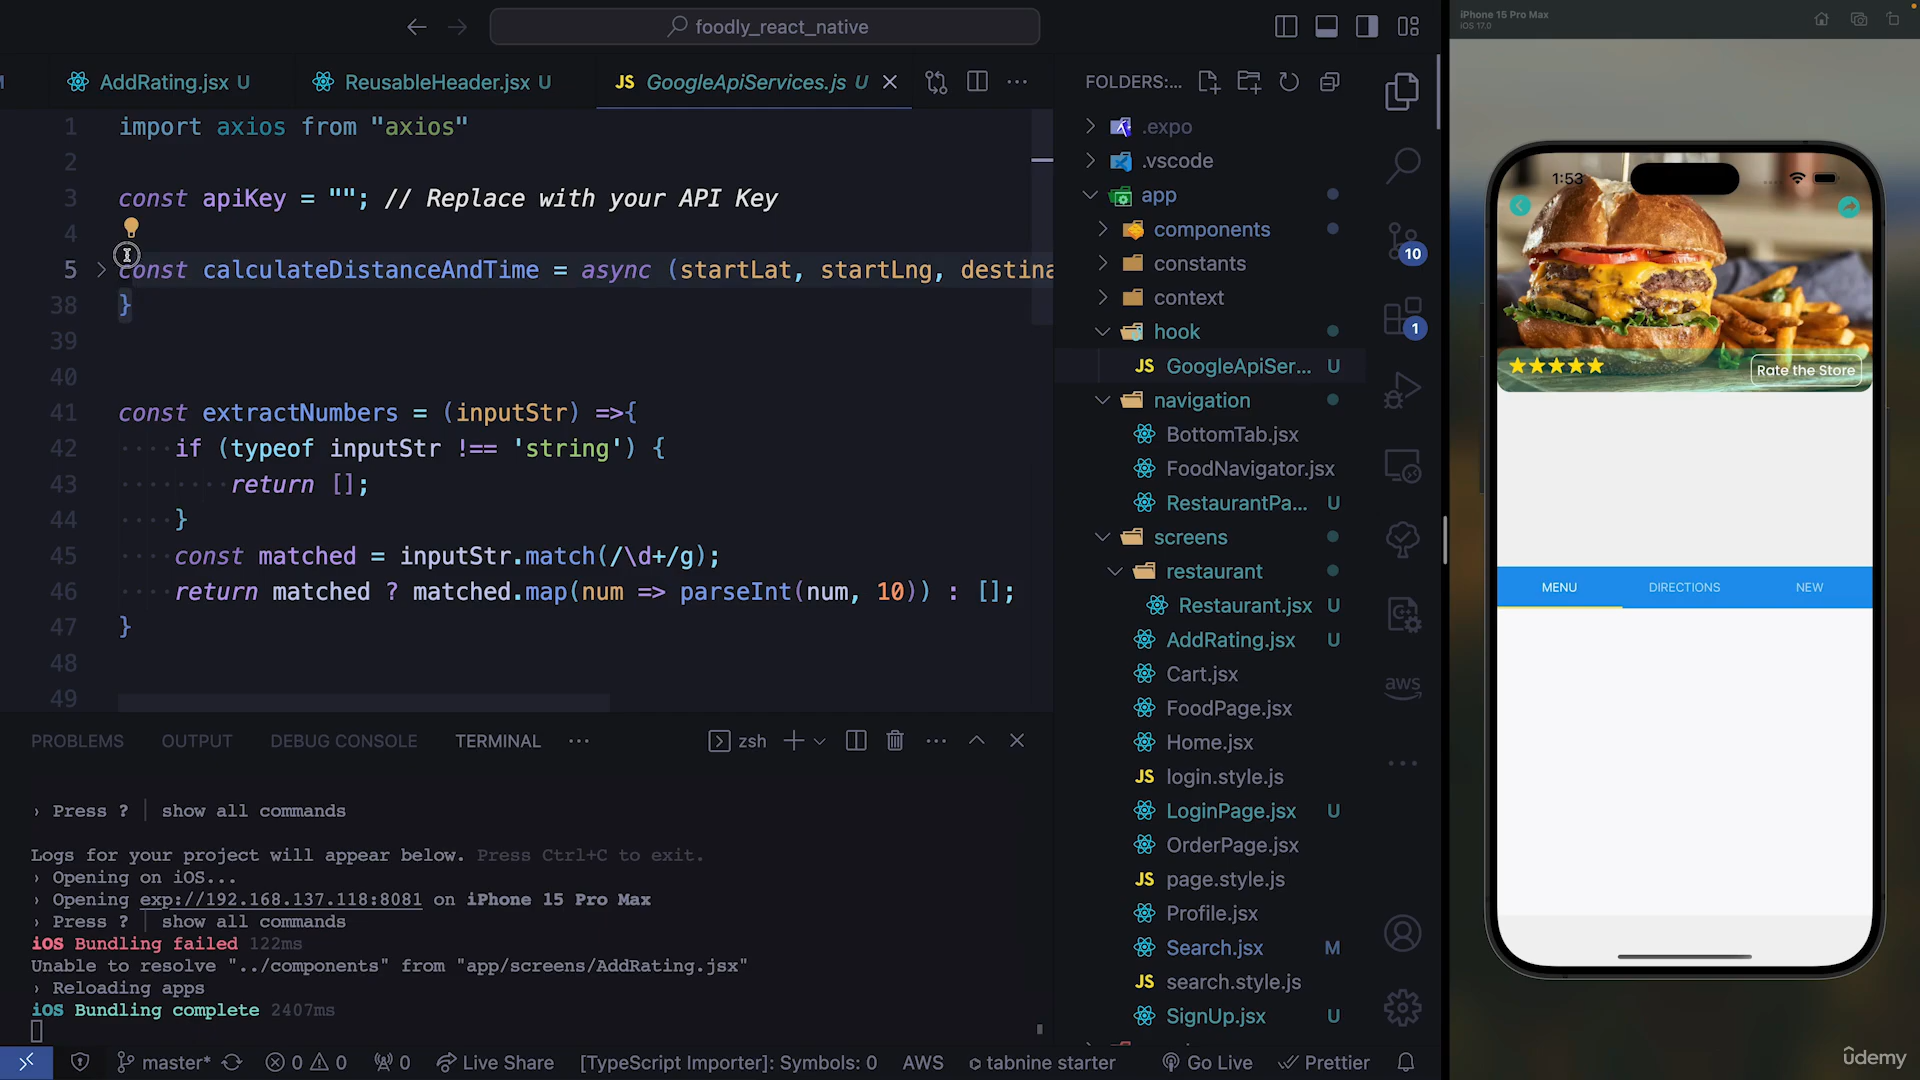 foodly_react_native
iPhone 15 Pro Max
iOS 17.0
AddRating.jsx U
ReusableHeader.jsx U
JS GoogleApiServices.js U
FOLDERS:...
1 import axios from "axios"
2
3 const apiKey = ""; // Replace with your API Key
4
5 const calculateDistanceAndTime = async (startLat, startLng, destina
38 }
39
40
41 const extractNumbers = (inputStr) =>{
42 if (typeof inputStr !== 'string') {
43 return [];
44 }
45 const matched = inputStr.match(/\d+/g);
46 return matched ? matched.map(num => parseInt(num, 10)) : [];
47 }
48
49
.expo
.vscode
app
components
constants
context
hook
JS GoogleApiSer... U
navigation
BottomTab.jsx
FoodNavigator.jsx
RestaurantPa... U
screens
restaurant
Restaurant.jsx U
AddRating.jsx U
Cart.jsx
FoodPage.jsx
Home.jsx
JS login.style.js
LoginPage.jsx U
OrderPage.jsx
JS page.style.js
Profile.jsx
Search.jsx M
JS search.style.js
SignUp.jsx U
10
1
aws
PROBLEMS OUTPUT DEBUG CONSOLE TERMINAL
zsh
› Press ? │ show all commands
Logs for your project will appear below. Press Ctrl+C to exit.
› Opening on iOS...
› Opening exp://192.168.137.118:8081 on iPhone 15 Pro Max
› Press ? │ show all commands
iOS Bundling failed 122ms
Unable to resolve "../components" from "app/screens/AddRating.jsx"
› Reloading apps
iOS Bundling complete 2407ms
master* 0 0 0 Live Share [TypeScript Importer]: Symbols: 0 AWS tabnine starter Go Live Prettier
1:53
Rate the Store
MENU DIRECTIONS NEW
ûdemy